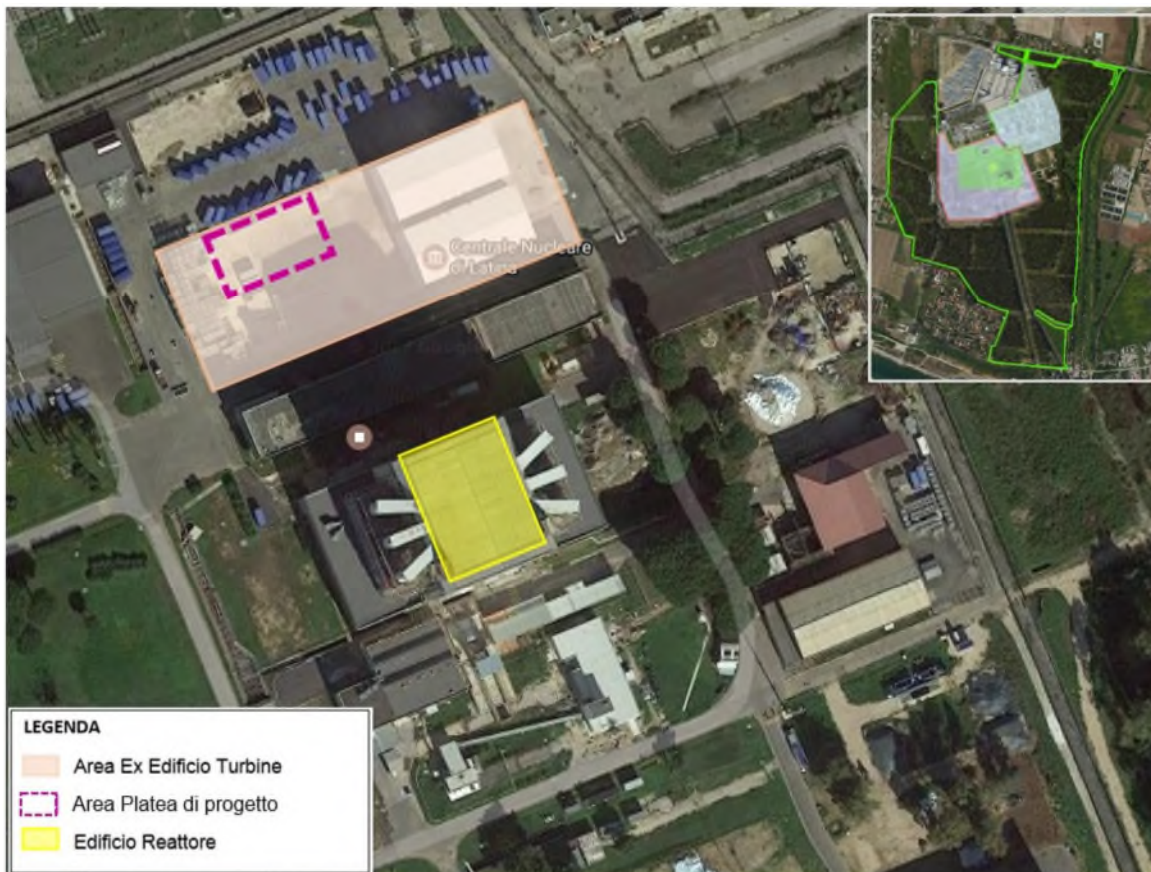 Centrale Nucleare
di Latina
LEGENDA
Area Ex Edificio Turbine
Area Platea di progetto
Edificio Reattore